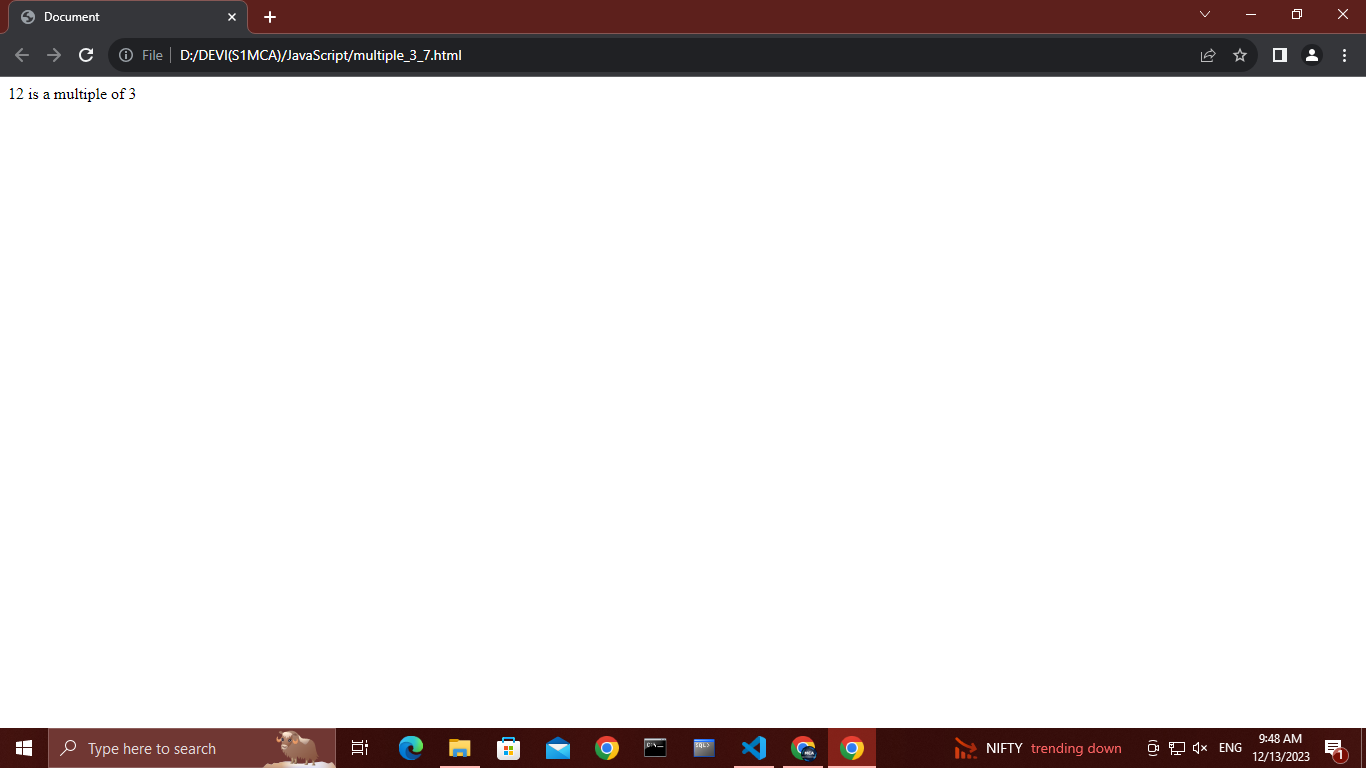 Document
File
D:/DEVI(S1MCA)/JavaScript/multiple_3_7.html
12 is a multiple of 3
Type here to search
NIFTY trending down
ENG
9:48 AM
12/13/2023
1